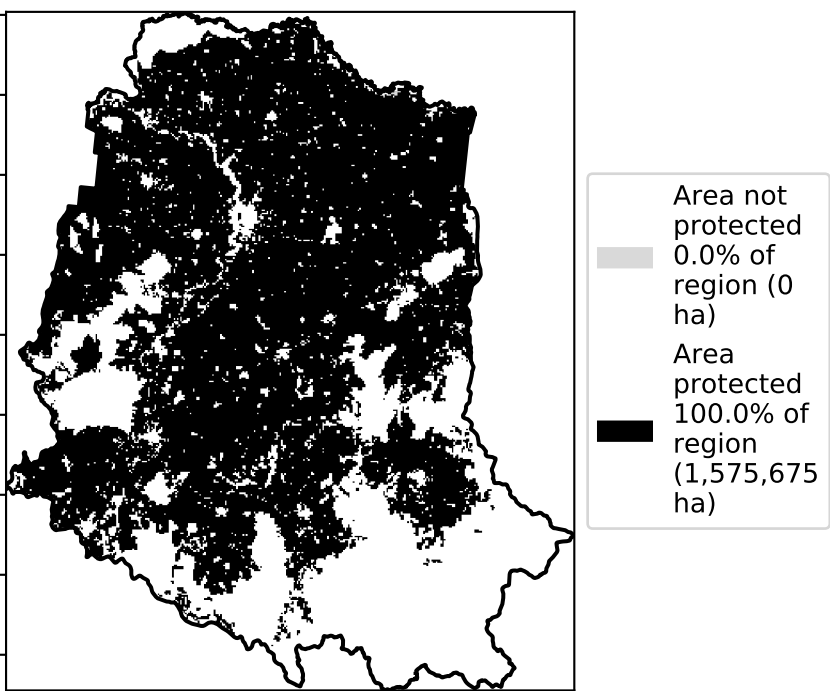 Area not
protected
0.0% of
region (0
ha)
Area
protected
100.0% of
region
(1,575,675
ha)